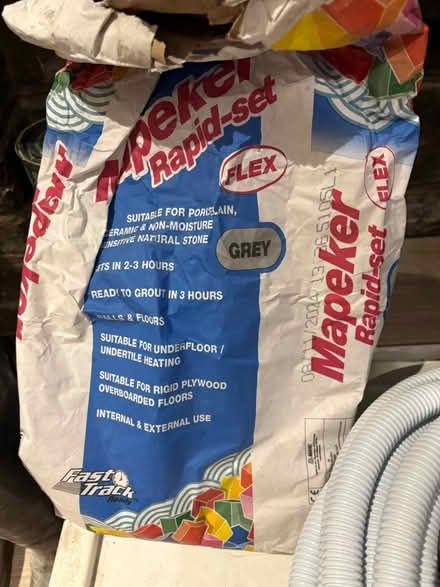 Mapeker
Rapid-set
FLEX
SUITABLE FOR PORCELAIN,
CERAMIC & NON-MOISTURE
SENSITIVE NATURAL STONE
GREY
SETS IN 2-3 HOURS
READY TO GROUT IN 3 HOURS
WALLS & FLOORS
SUITABLE FOR UNDERFLOOR /
UNDERTILE HEATING
SUITABLE FOR RIGID PLYWOOD
OVERBOARDED FLOORS
INTERNAL & EXTERNAL USE
Fast
Track
Mapeker
Mapeker
Rapid-set
FLEX